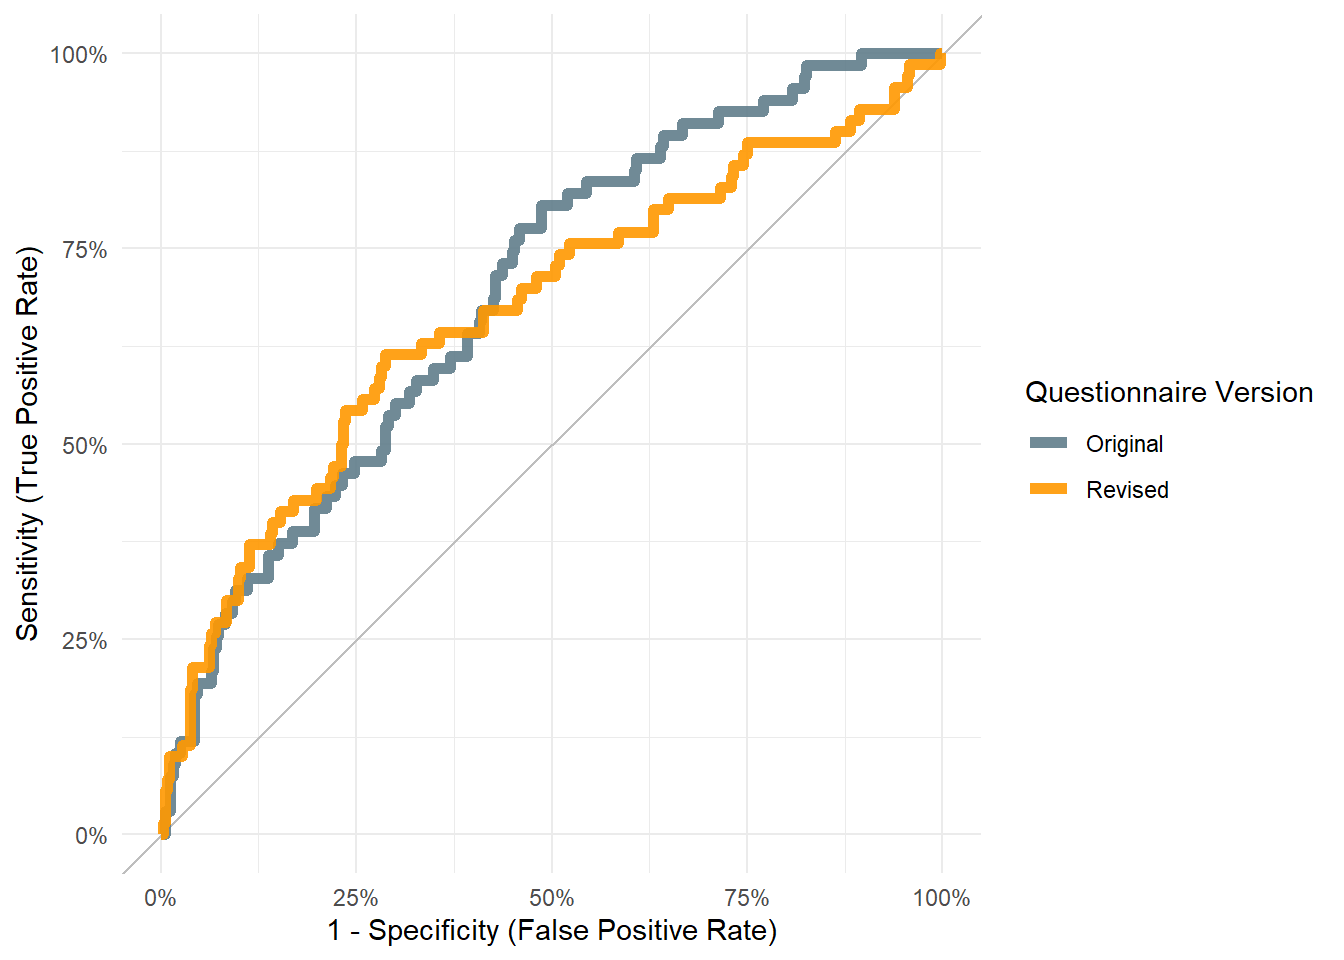 100%
75%
50%
25%
0%
Sensitivity (True Positive Rate)
0% 25% 50% 75% 100%
1 - Specificity (False Positive Rate)
Questionnaire Version
Original
Revised